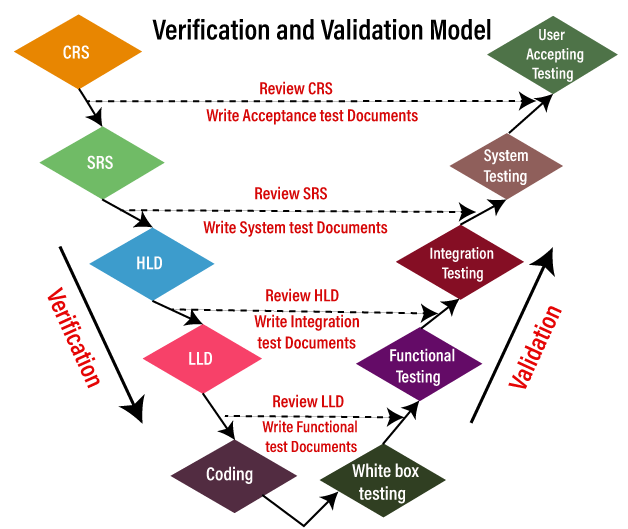 Verification and Validation Model
CRS
User
Accepting
Testing
Review CRS
Write Acceptance test Documents
SRS
System
Testing
Review SRS
Write System test Documents
HLD
Integration
Testing
Review HLD
Write Integration
test Documents
Verification
Validation
LLD
Functional
Testing
Review LLD
Write Functional
test Documents
Coding
White box
testing